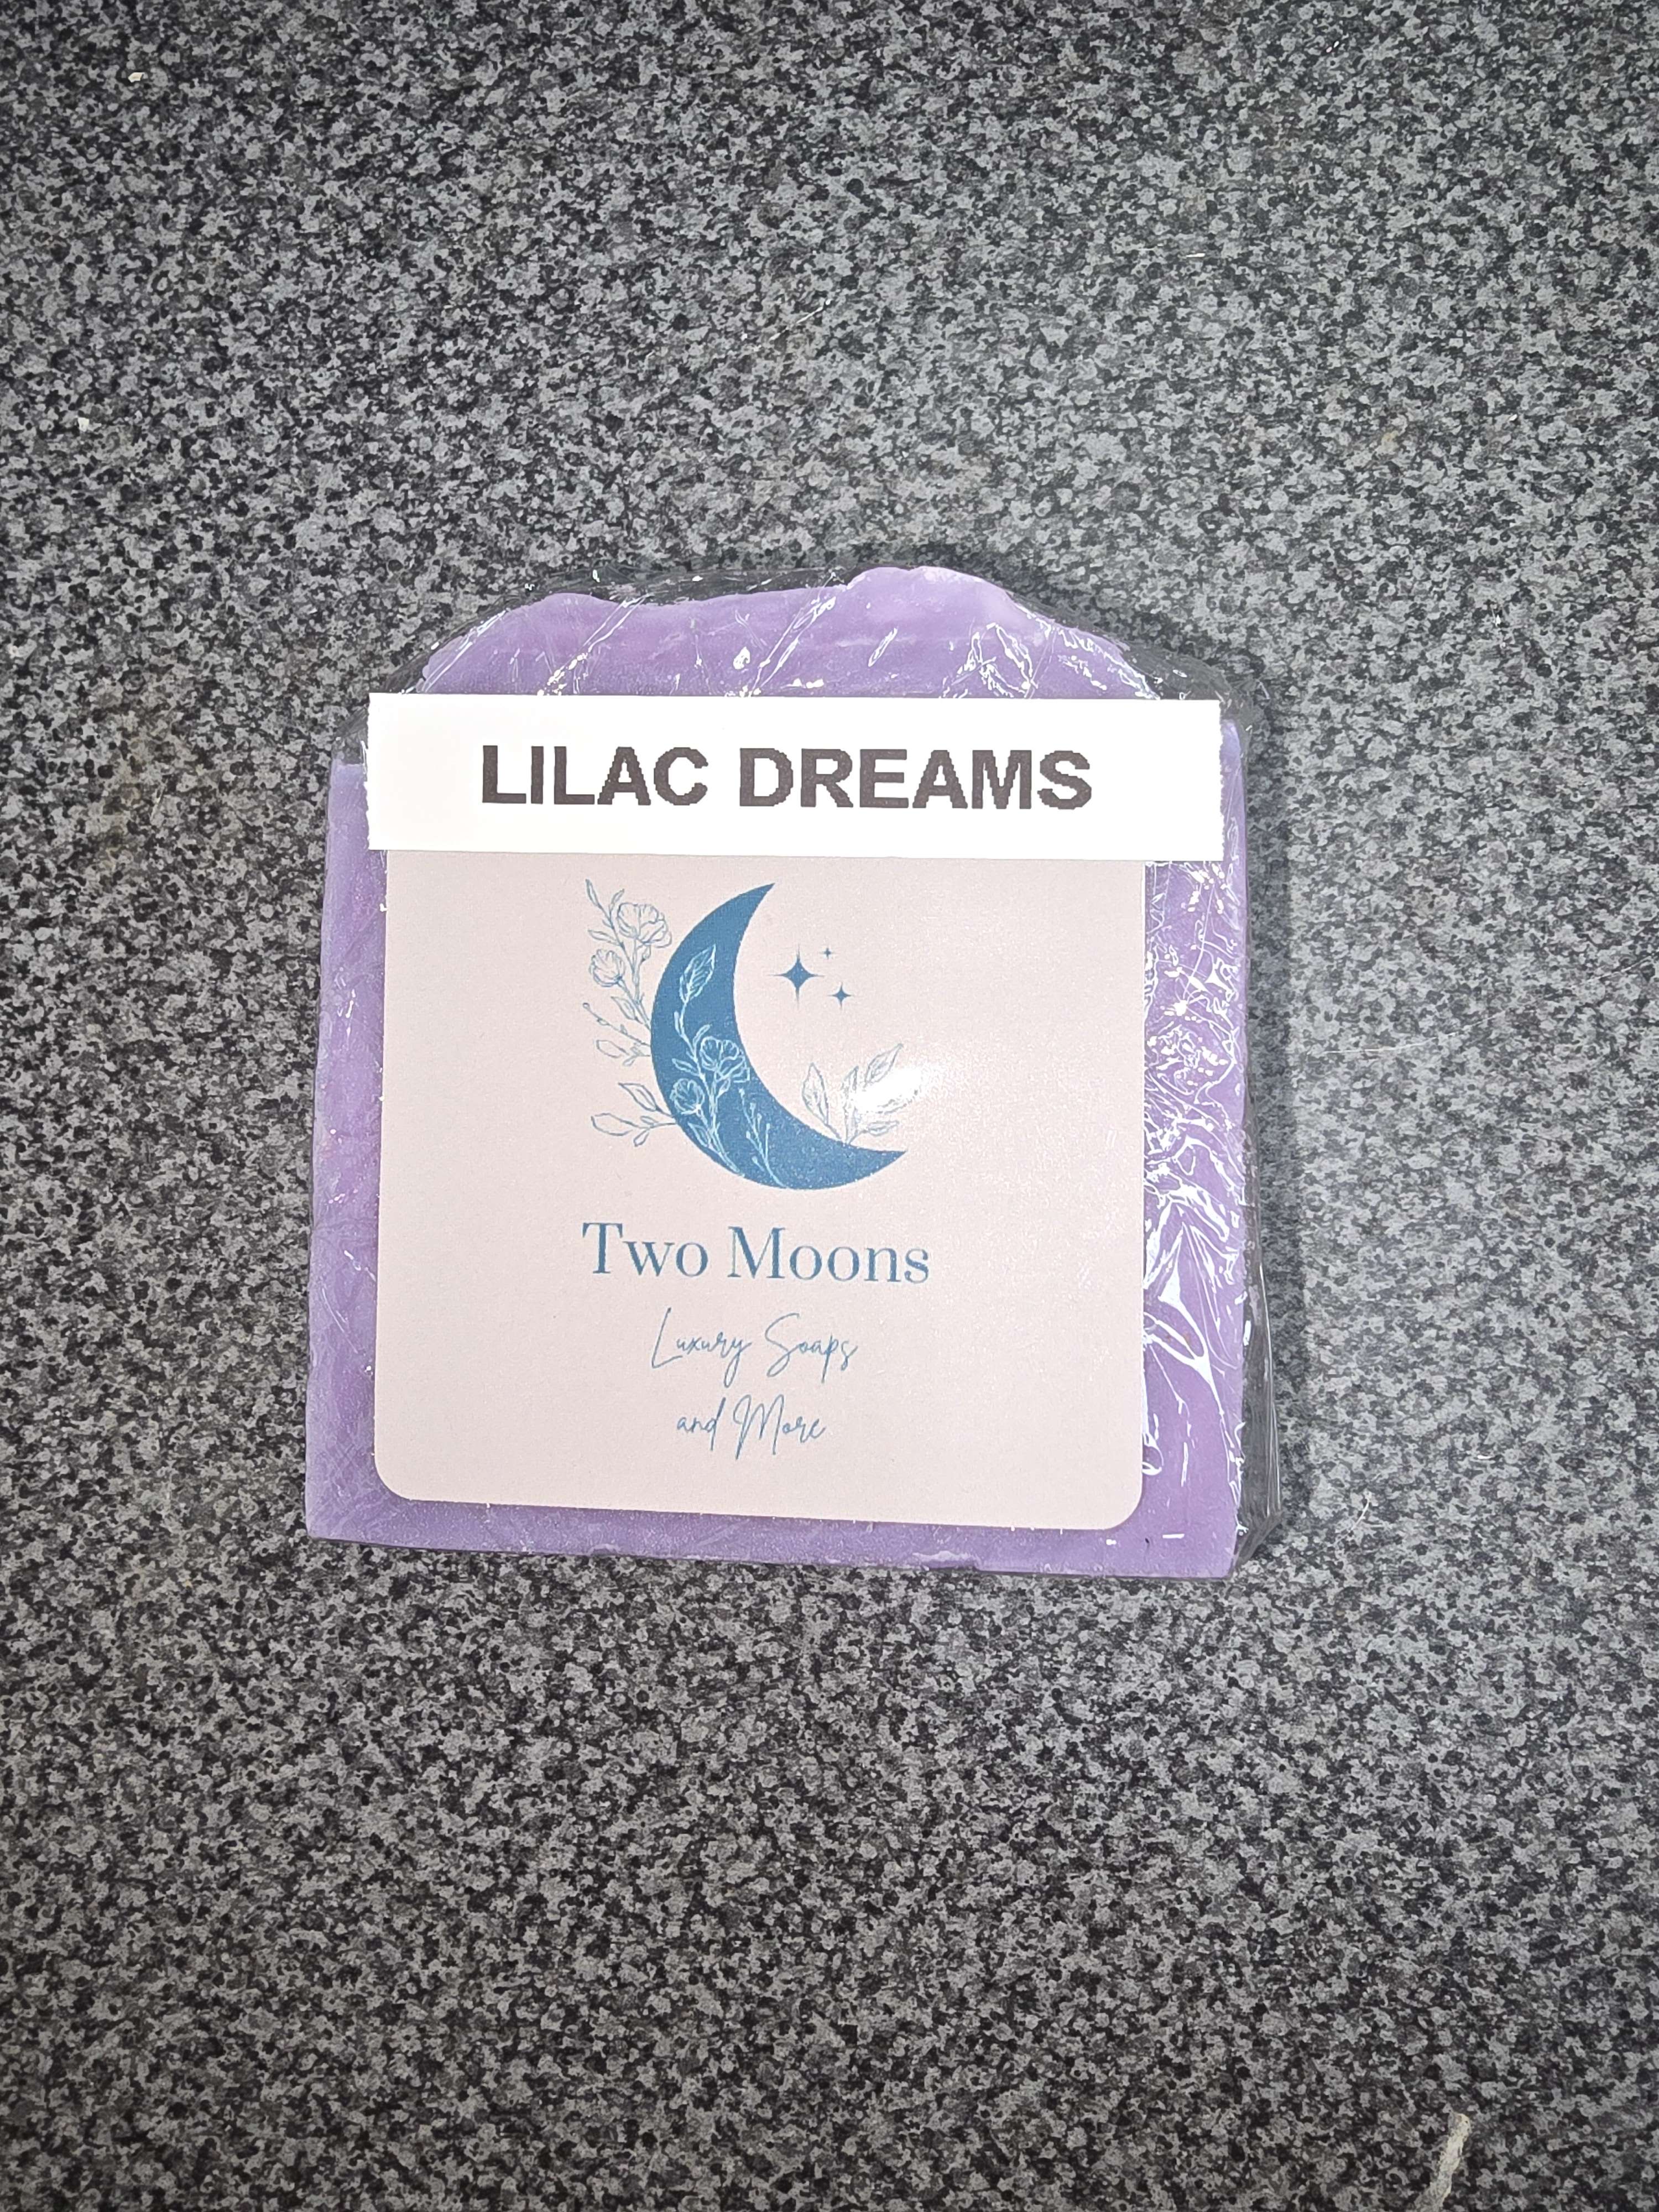 LILAC DREAMS
Two Moons
Luxury Soaps
and More